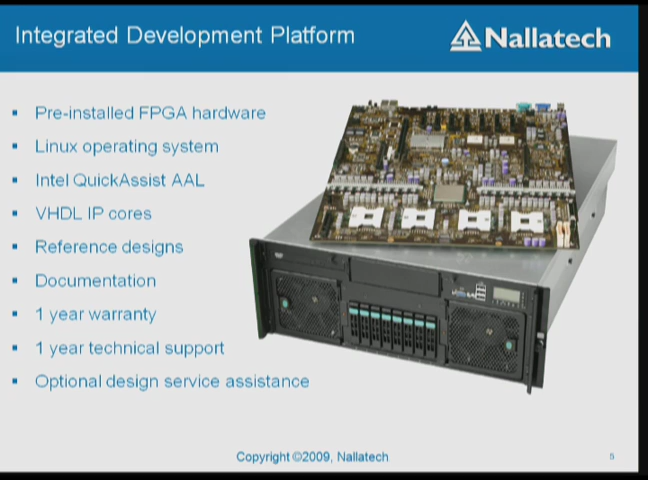 Integrated Development Platform
Nallatech
Pre-installed FPGA hardware
Linux operating system
Intel QuickAssist AAL
VHDL IP cores
Reference designs
Documentation
1 year warranty
1 year technical support
Optional design service assistance
Copyright ©2009, Nallatech
5